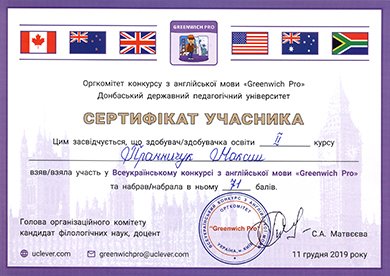 GREENWICH PRO
Оргкомітет конкурсу з англійської мови «Greenwich Pro»
Донбаський державний педагогічний університет
СЕРТИФІКАТ УЧАСНИКА
Цим засвідчується, що здобувач/здобувачка освіти ІІ курсу
Пранничук Максим
взяв/взяла участь у Всеукраїнському конкурсі з англійської мови «Greenwich Pro»
та набрав/набрала в ньому 71 балів.
Голова організаційного комітету
кандидат філологічних наук, доцент
ОРГКОМІТЕТ
"Greenwich Pro"
С.А. Матвєєва
uclever.com
greenwichpro@uclever.com
11 грудня 2019 року